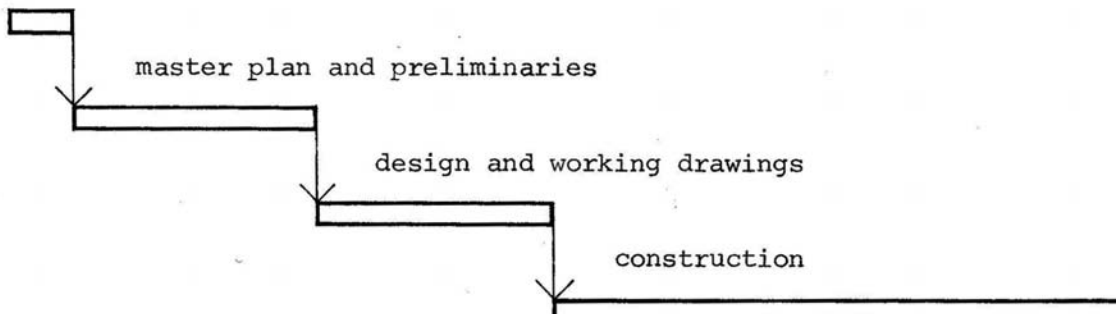 master plan and preliminaries
design and working drawings
construction